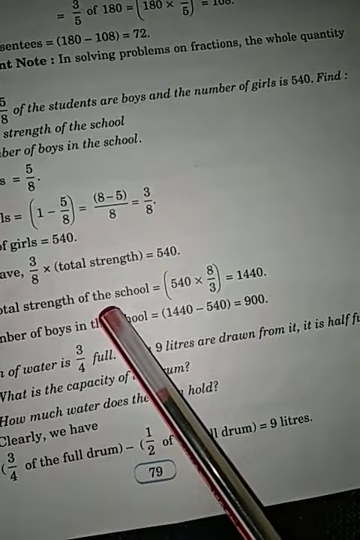 = 3/5 of 180 = (180 × 3/5) = 108.
sentees = (180 – 108) = 72.
nt Note : In solving problems on fractions, the whole quantity
5/8 of the students are boys and the number of girls is 540. Find :
strength of the school
ber of boys in the school.
s = 5/8.
ls = (1 – 5/8) = (8–5)/8 = 3/8.
of girls = 540.
ave, 3/8 × (total strength) = 540.
otal strength of the school = (540 × 8/3) = 1440.
mber of boys in th hool = (1440 – 540) = 900.
n of water is 3/4 full. 9 litres are drawn from it, it is half fu
What is the capacity of um?
How much water does the hold?
Clearly, we have
(3/4 of the full drum) – (1/2 of ll drum) = 9 litres.
79